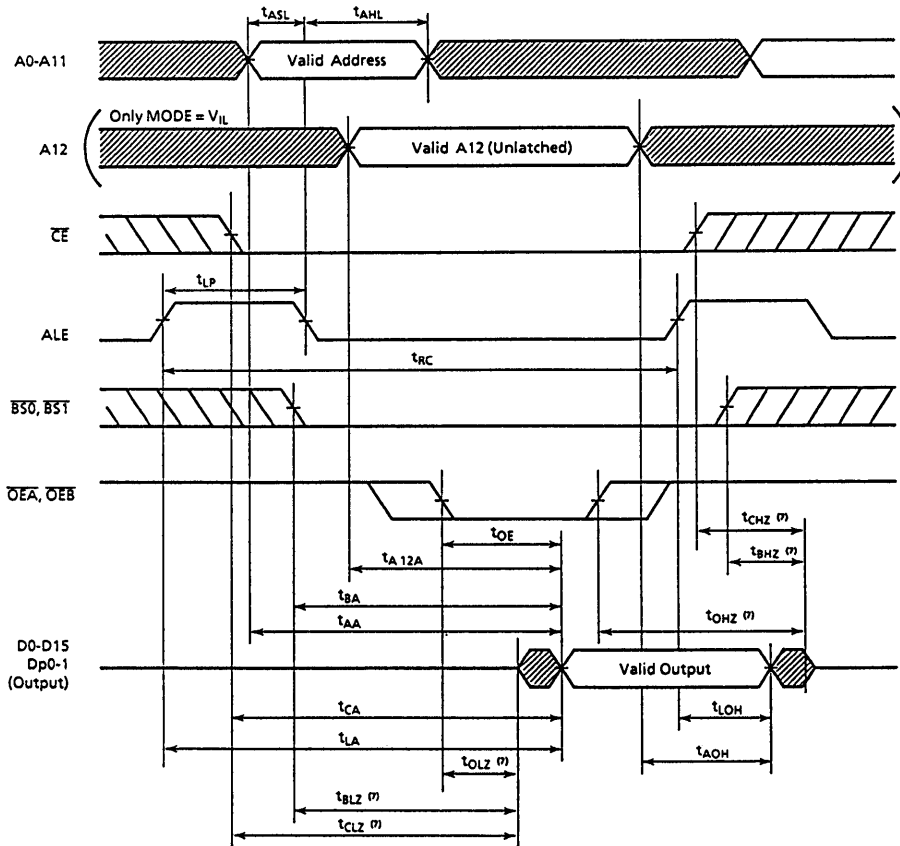 tASL tAHL
A0-A11 Valid Address
Only MODE = VIL
A12 Valid A12 (Unlatched)
CE
tLP
ALE
tRC
BS0, BS1
OEA, OEB
tCHZ (7)
tOE
tBHZ (7)
tA12A
tBA
tOHZ (7)
tAA
D0-D15
Dp0-1 Valid Output
(Output)
tCA tLOH
tLA
tAOH
tOLZ (7)
tBLZ (7)
tCLZ (7)